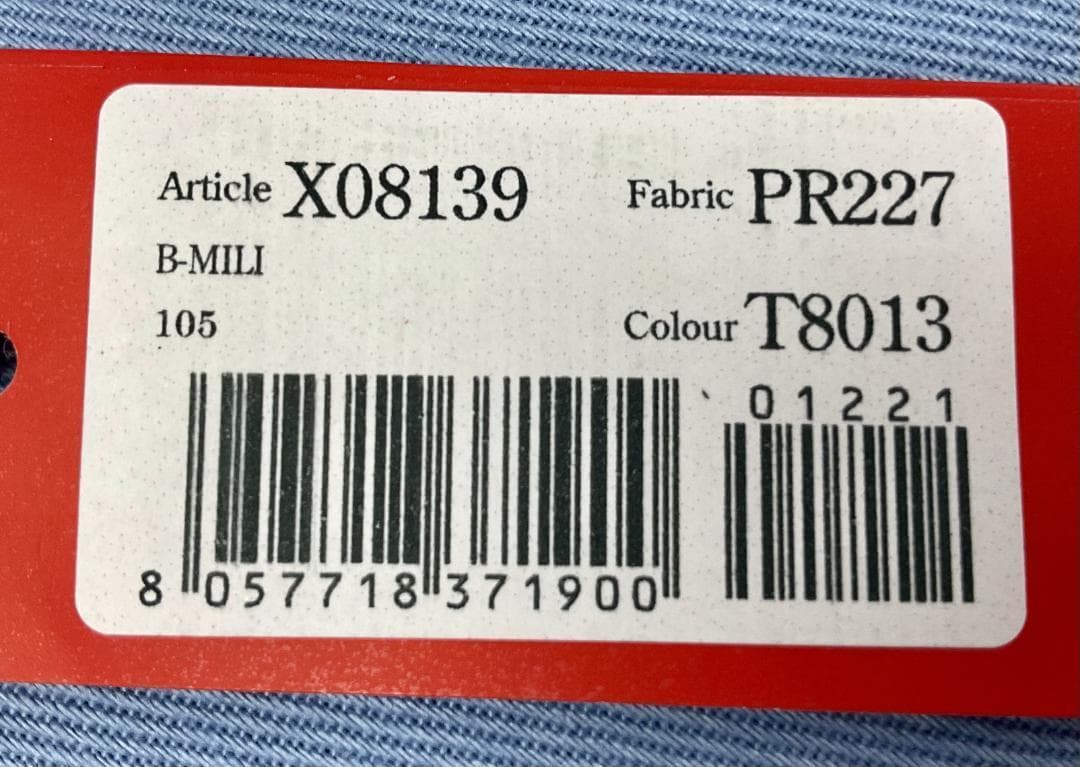 Article X08139
Fabric PR227
B-MILI
105
Colour T8013
01221
8 057718 371900